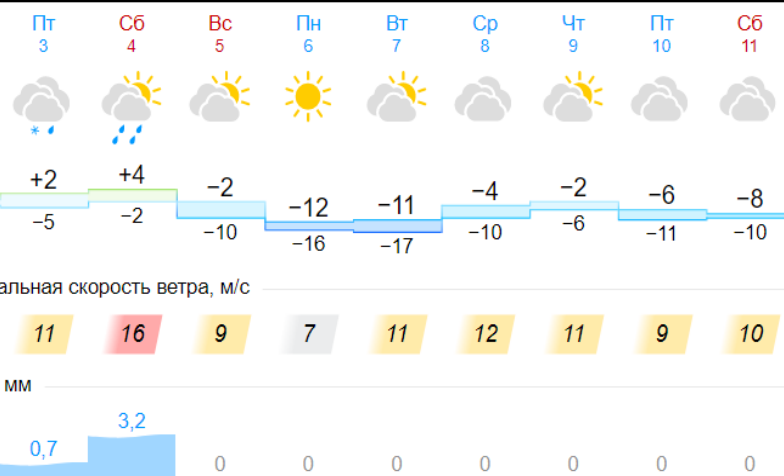 Пт Сб Вс Пн Вт Ср Чт Пт Сб
3 4 5 6 7 8 9 10 11
+2 +4 −2 −12 −11 −4 −2 −6 −8
−5 −2 −10 −16 −17 −10 −6 −11 −10
альная скорость ветра, м/с
11 16 9 7 11 12 11 9 10
мм
0,7 3,2 0 0 0 0 0 0 0